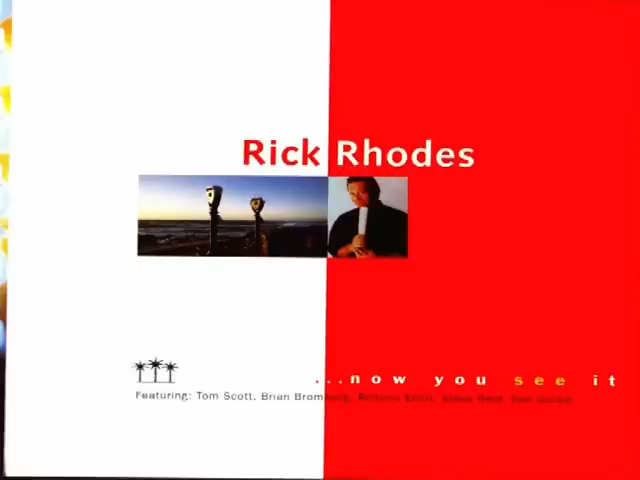 Rick Rhodes
...now you see it
Featuring: Tom Scott, Brian Bromberg,